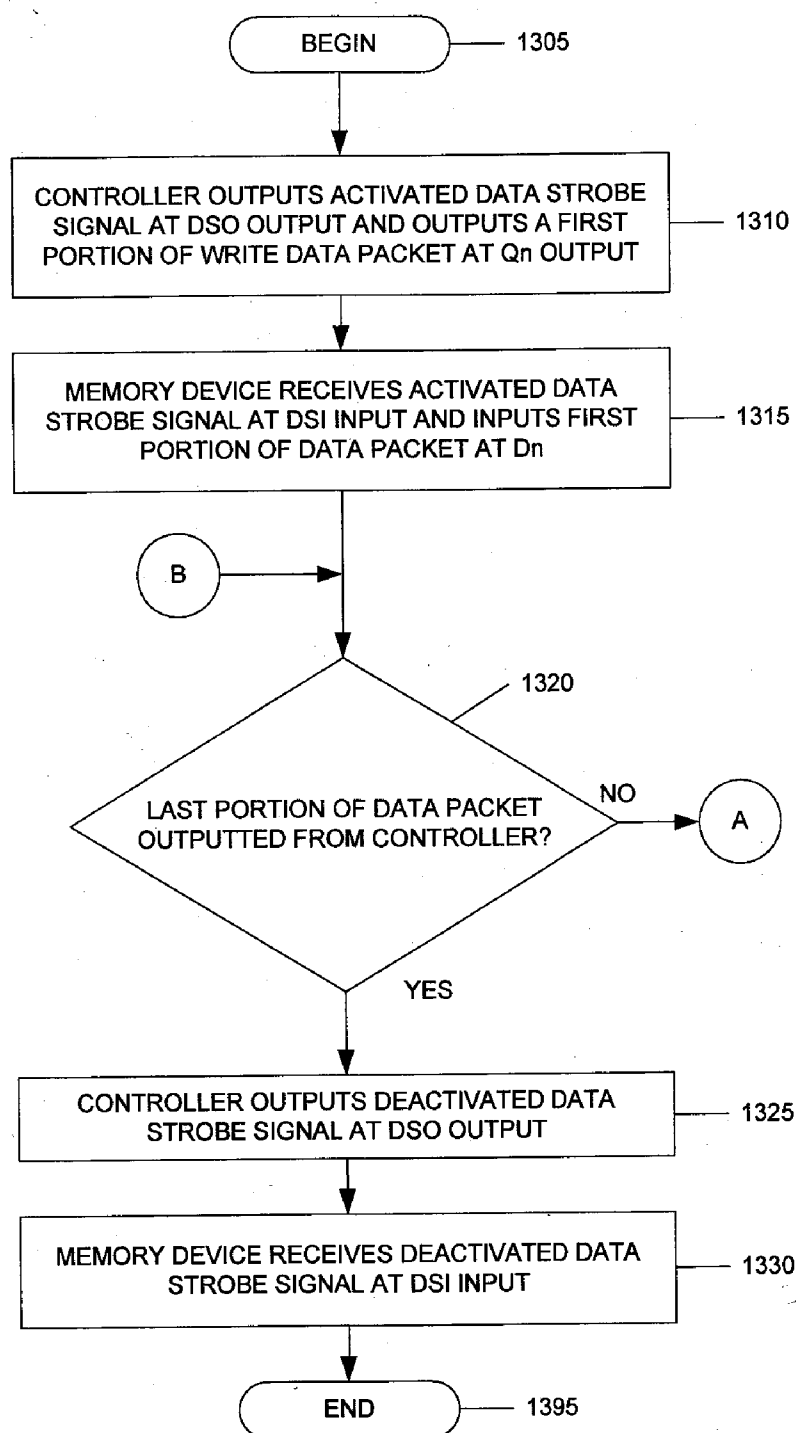 BEGIN
1305
CONTROLLER OUTPUTS ACTIVATED DATA STROBE
SIGNAL AT DSO OUTPUT AND OUTPUTS A FIRST
PORTION OF WRITE DATA PACKET AT Qn OUTPUT
1310
MEMORY DEVICE RECEIVES ACTIVATED DATA
STROBE SIGNAL AT DSI INPUT AND INPUTS FIRST
PORTION OF DATA PACKET AT Dn
1315
B
1320
LAST PORTION OF DATA PACKET
OUTPUTTED FROM CONTROLLER?
NO
A
YES
CONTROLLER OUTPUTS DEACTIVATED DATA
STROBE SIGNAL AT DSO OUTPUT
1325
MEMORY DEVICE RECEIVES DEACTIVATED DATA
STROBE SIGNAL AT DSI INPUT
1330
END
1395